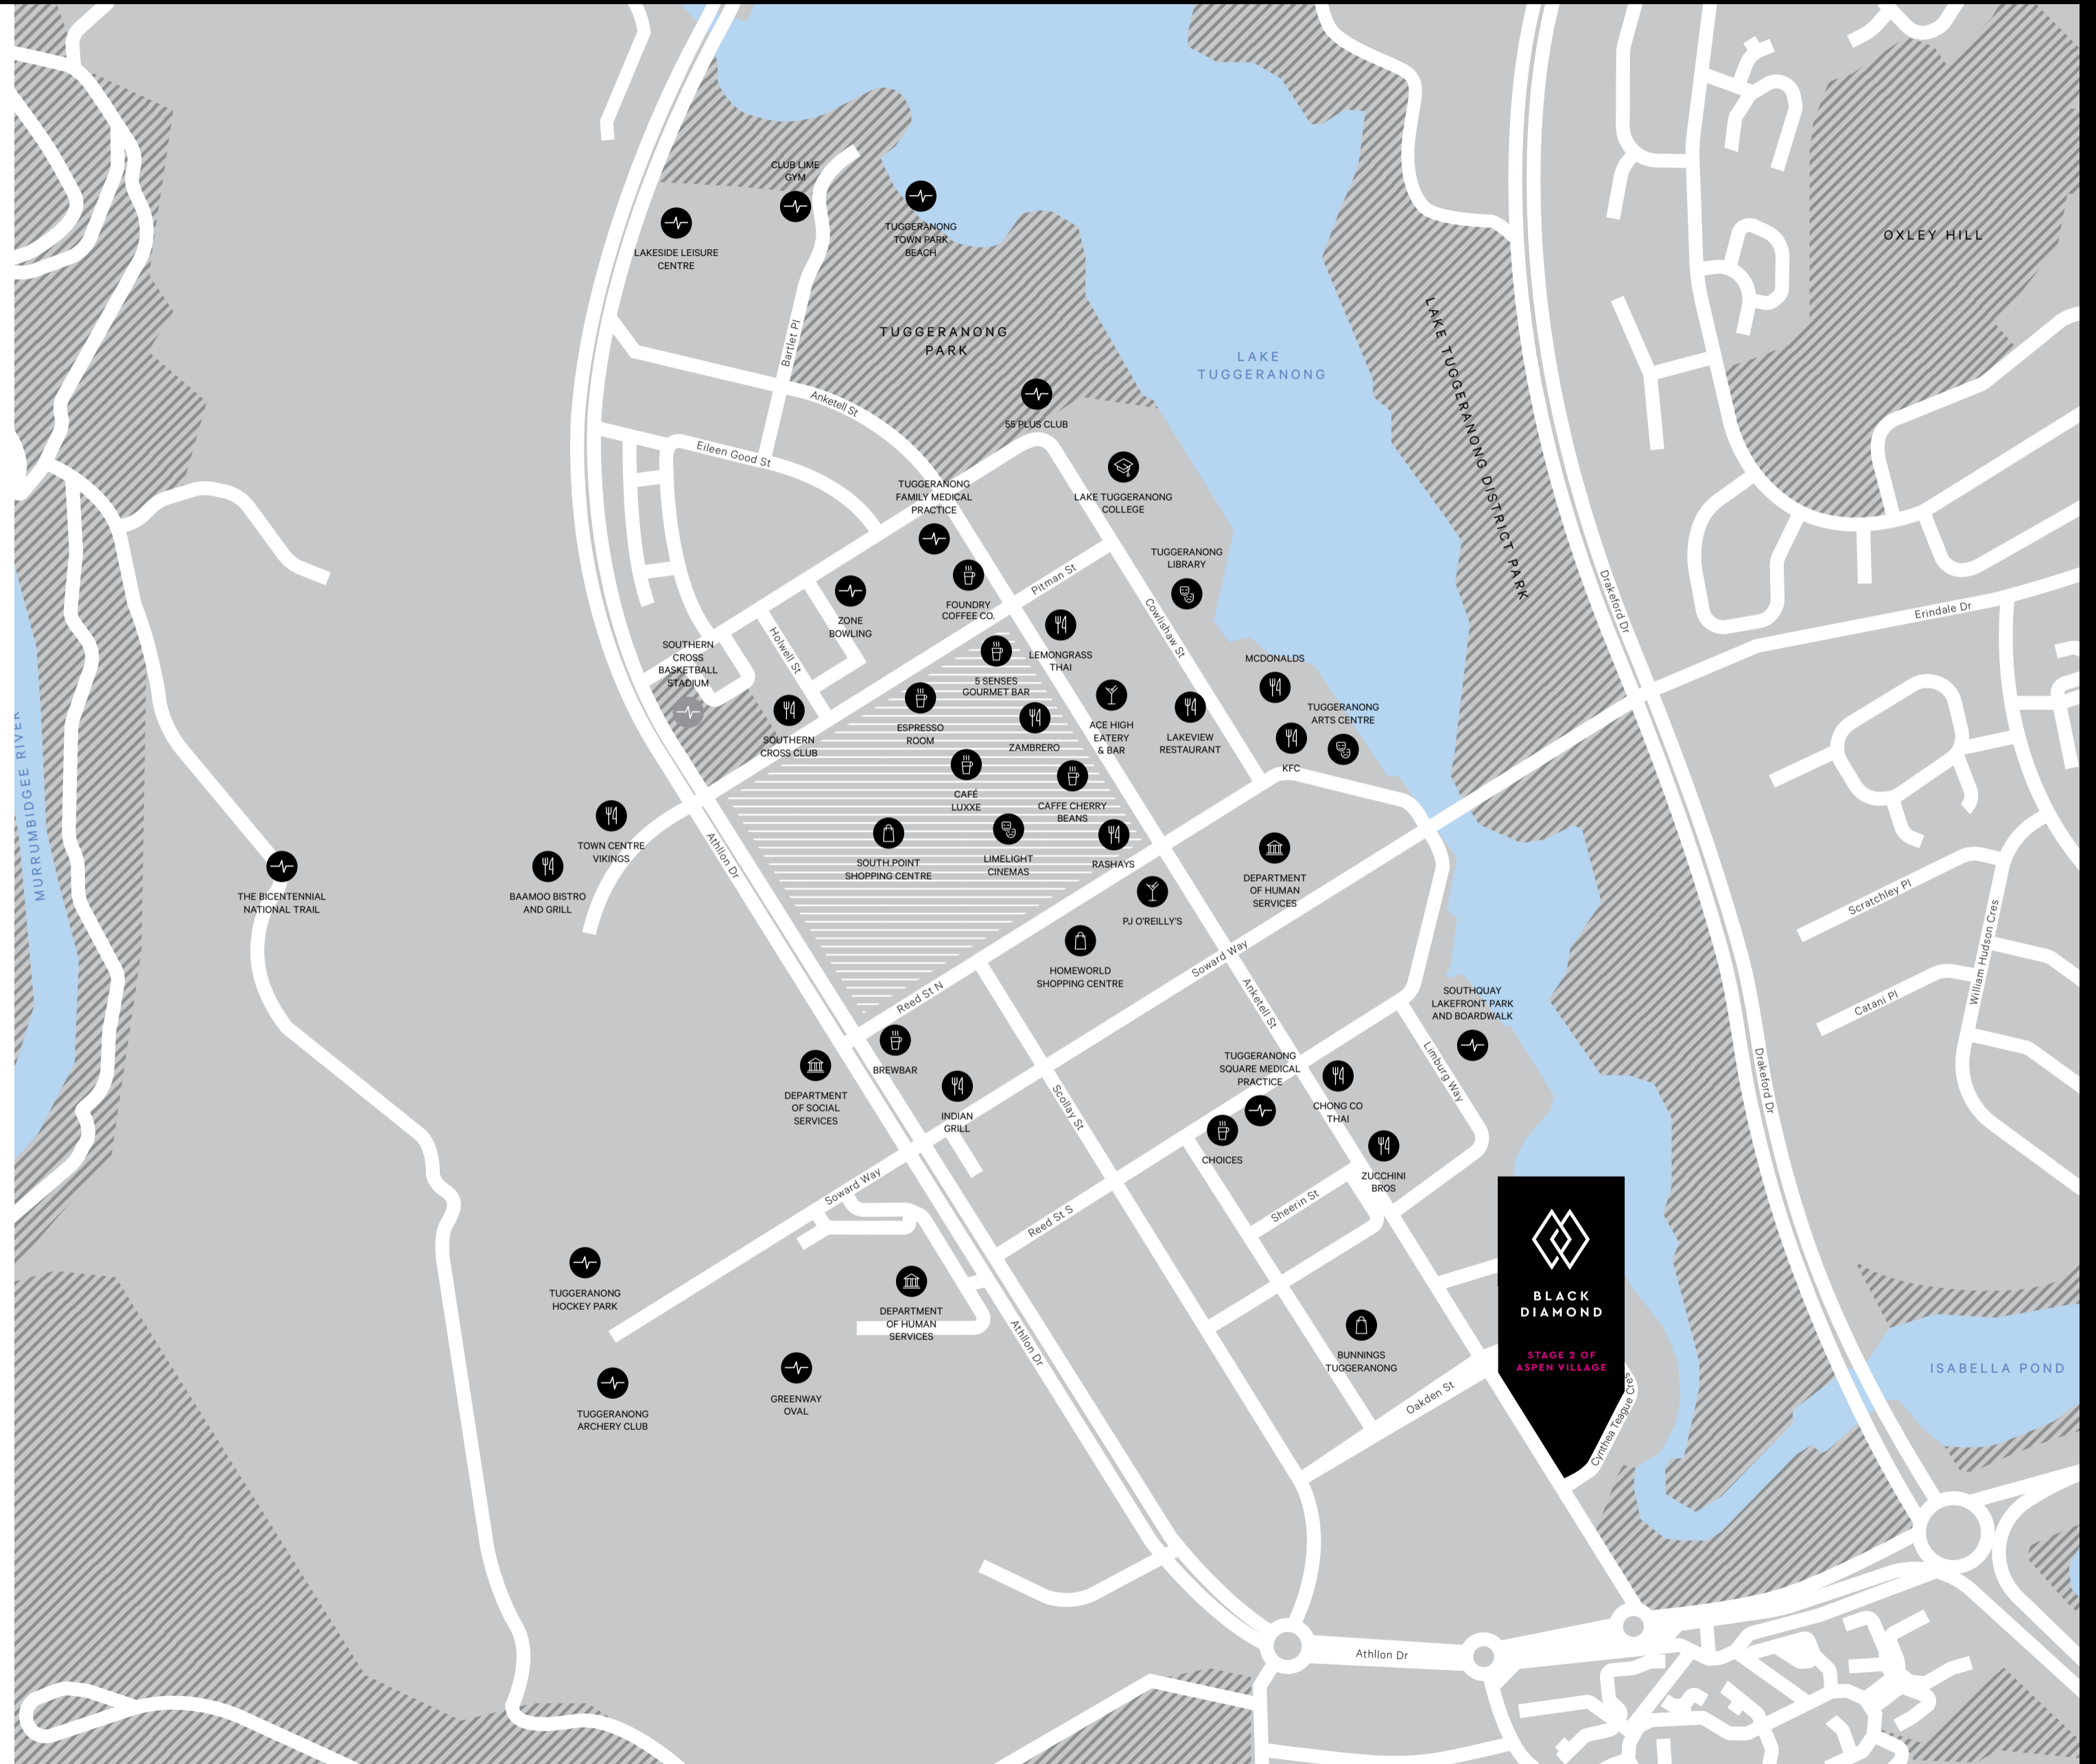 CLUB LIME
GYM
LAKESIDE LEISURE
CENTRE
TUGGERANONG
TOWN PARK
BEACH
OXLEY HILL
TUGGERANONG
PARK
Bartlet Pl
LAKE
TUGGERANONG
LAKE TUGGERANONG DISTRICT PARK
Anketell St
55 PLUS CLUB
Eileen Good St
TUGGERANONG
FAMILY MEDICAL
PRACTICE
LAKE TUGGERANONG
COLLEGE
TUGGERANONG
LIBRARY
Pitman St
Drakeford Dr
Erindale Dr
FOUNDRY
COFFEE CO.
ZONE
BOWLING
Holwell St
Cowlishaw St
SOUTHERN
CROSS
BASKETBALL
STADIUM
LEMONGRASS
THAI
MCDONALDS
5 SENSES
GOURMET BAR
TUGGERANONG
ARTS CENTRE
ESPRESSO
ROOM
ZAMBRERO
ACE HIGH
EATERY
& BAR
LAKEVIEW
RESTAURANT
SOUTHERN
CROSS CLUB
KFC
MURRUMBIDGEE RIVER
CAFÉ
LUXXE
CAFFE CHERRY
BEANS
TOWN CENTRE
VIKINGS
Athllon Dr
BAAMOO BISTRO
AND GRILL
THE BICENTENNIAL
NATIONAL TRAIL
SOUTH.POINT
SHOPPING CENTRE
LIMELIGHT
CINEMAS
RASHAYS
DEPARTMENT
OF HUMAN
SERVICES
Scratchley Pl
PJ O'REILLY'S
William Hudson Cres
HOMEWORLD
SHOPPING CENTRE
Soward Way
Reed St N
Anketell St
SOUTHQUAY
LAKEFRONT PARK
AND BOARDWALK
Catani Pl
BREWBAR
TUGGERANONG
SQUARE MEDICAL
PRACTICE
Limburg Way
Drakeford Dr
DEPARTMENT
OF SOCIAL
SERVICES
INDIAN
GRILL
Scollay St
CHONG CO
THAI
CHOICES
ZUCCHINI
BROS
Soward Way
Sheerin St
Reed St S
TUGGERANONG
HOCKEY PARK
DEPARTMENT
OF HUMAN
SERVICES
BLACK
DIAMOND
STAGE 2 OF
ASPEN VILLAGE
Athllon Dr
BUNNINGS
TUGGERANONG
ISABELLA POND
Oakden St
Cynthea Teague Cres
GREENWAY
OVAL
TUGGERANONG
ARCHERY CLUB
Athllon Dr